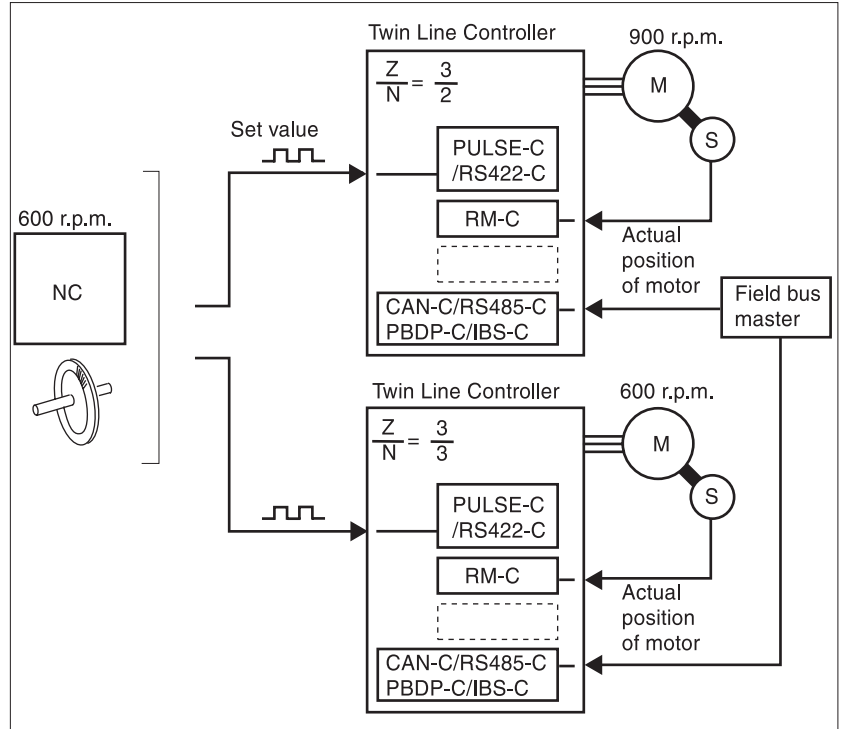 Twin Line Controller
900 r.p.m.
Z
N
=
3
2
M
S
Set value
PULSE-C
/RS422-C
RM-C
Actual
position
of motor
600 r.p.m.
NC
CAN-C/RS485-C
PBDP-C/IBS-C
Field bus
master
Twin Line Controller
600 r.p.m.
Z
N
=
3
3
M
S
PULSE-C
/RS422-C
RM-C
Actual
position
of motor
CAN-C/RS485-C
PBDP-C/IBS-C